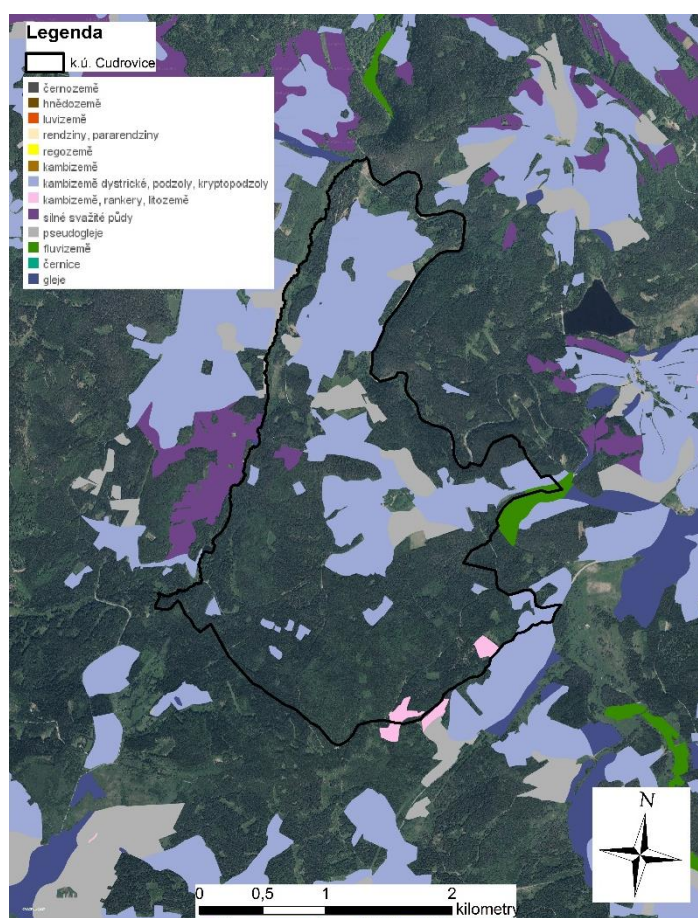 Legenda
k.ú. Cudrovice
černozémě
hnědozemě
luvizemě
rendziny, pararendziny
regozemě
kambizemě
kambizemě dystrické, podzoly, kryptopodzoly
kambizemě, rankery, litozemě
silně svažité půdy
pseudogleje
fluvizemě
černice
gleje
N
0 0,5 1 2
kilometry